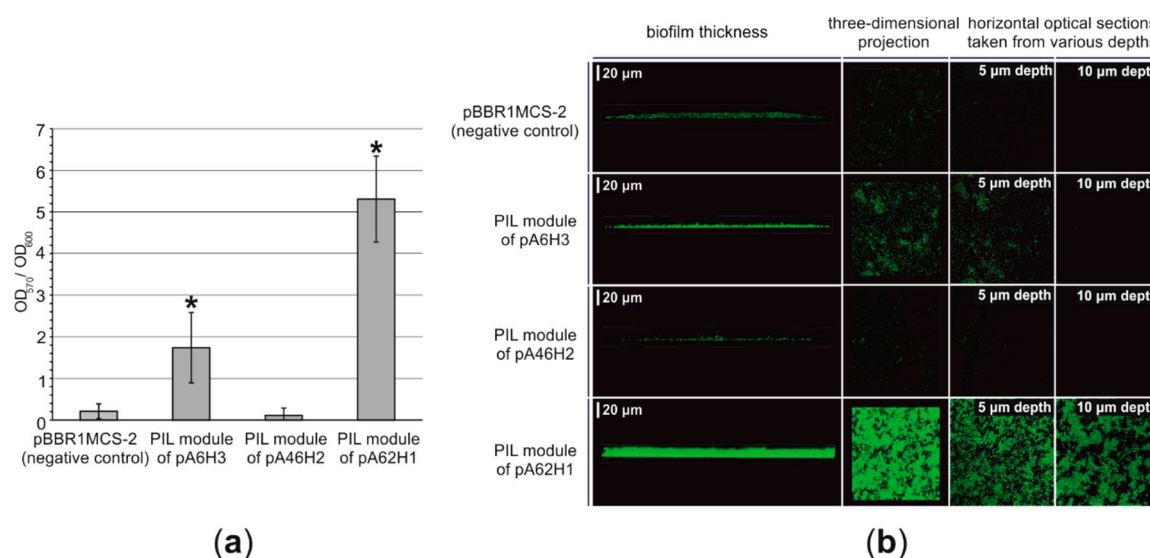 OD570/ OD600
7
6
5
4
3
2
1
0
*
*
pBBR1MCS-2
(negative control)
PIL module
of pA6H3
PIL module
of pA46H2
PIL module
of pA62H1
(a)
biofilm thickness
three-dimensional
projection
horizontal optical sections
taken from various depths
pBBR1MCS-2
(negative control)
20 µm
5 µm depth
10 µm depth
PIL module
of pA6H3
20 µm
5 µm depth
10 µm depth
PIL module
of pA46H2
20 µm
5 µm depth
10 µm depth
PIL module
of pA62H1
20 µm
5 µm depth
10 µm depth
(b)